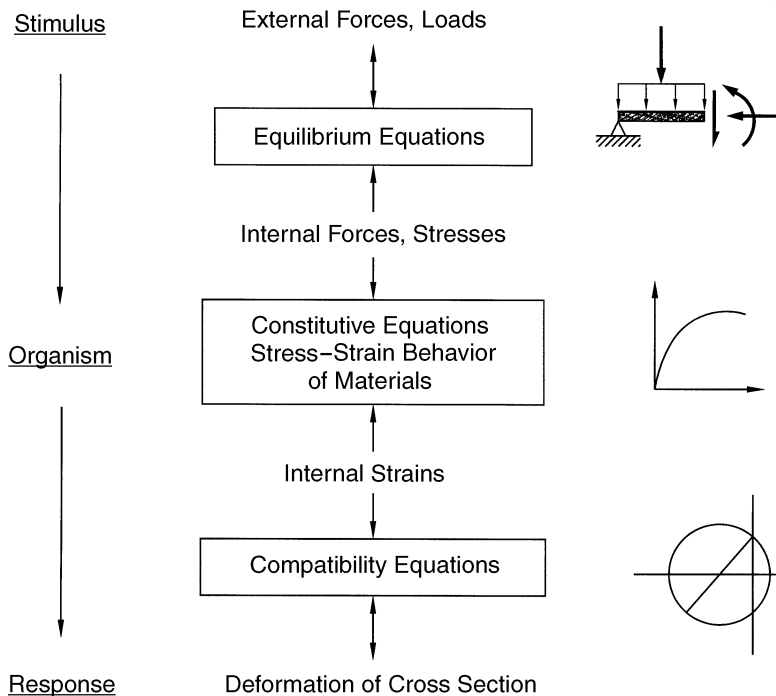 Stimulus
External Forces, Loads
Equilibrium Equations
Internal Forces, Stresses
Organism
Constitutive Equations
Stress–Strain Behavior
of Materials
Internal Strains
Compatibility Equations
Response
Deformation of Cross Section